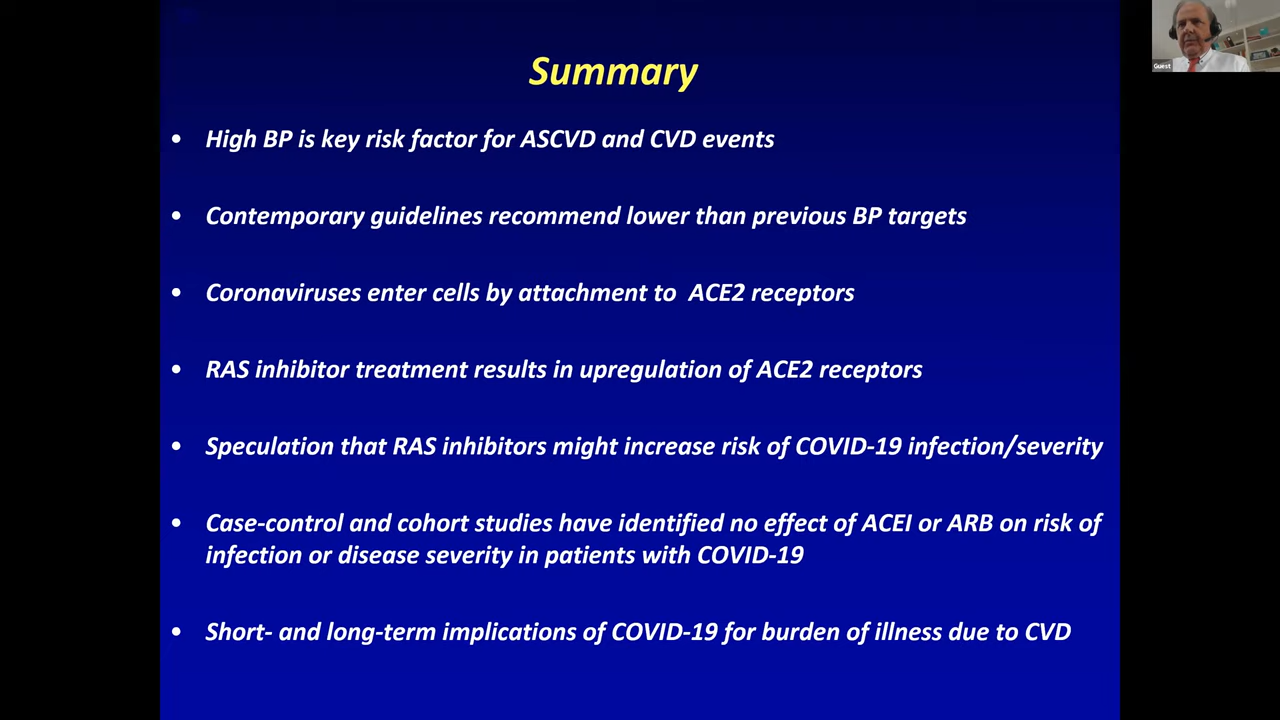 Summary
• High BP is key risk factor for ASCVD and CVD events
• Contemporary guidelines recommend lower than previous BP targets
• Coronaviruses enter cells by attachment to  ACE2 receptors
• RAS inhibitor treatment results in upregulation of ACE2 receptors
• Speculation that RAS inhibitors might increase risk of COVID-19 infection/severity
• Case-control and cohort studies have identified no effect of ACEI or ARB on risk of
infection or disease severity in patients with COVID-19
• Short- and long-term implications of COVID-19 for burden of illness due to CVD
Guest